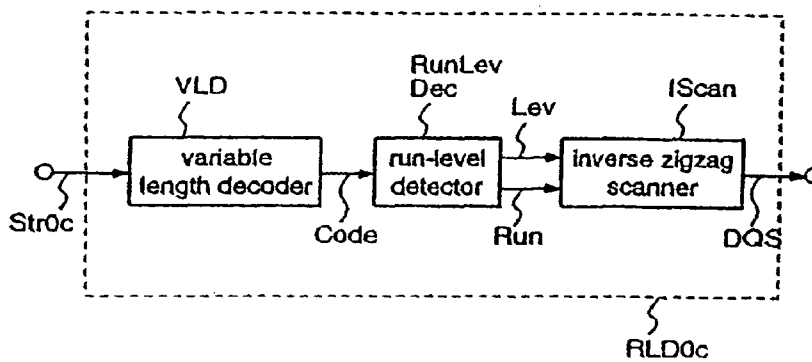 VLD
RunLev
Dec
Lev
IScan
variable
length decoder
run-level
detector
inverse zigzag
scanner
Str0c
Code
Run
DQS
RLD0c